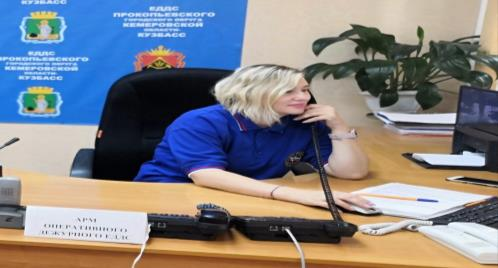 КУЗБАСС
ЕДДС
ПРОКОПЬЕВСКОГО
ГОРОДСКОГО ОКРУГА
КЕМЕРОВСКОЙ
ОБЛАСТИ-
КУЗБАСС
ЕДДС
ПРОКОПЬЕВСКОГО
ГОРОДСКОГО ОКРУГА
КЕМЕРОВСКОЙ
ОБЛАСТИ-
КУЗБАСС
АРМ
ОПЕРАТИВНОГО
ДЕЖУРНОГО ЕДДС